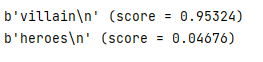 b'villain\n' (score = 0.95324)
b'heroes\n' (score = 0.04676)